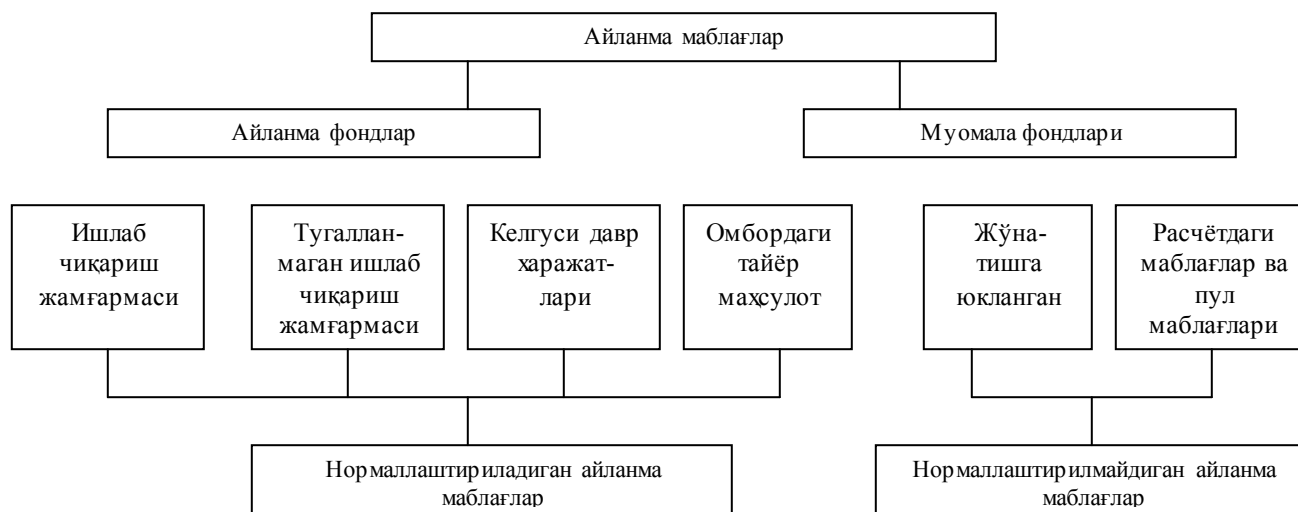 Айланма маблағлар
Айланма фондлар
Муомала фондлари
Ишлаб
чиқариш
жамғармаси
Тугаллан-
маган ишлаб
чиқариш
жамғармаси
Келгуси давр
харажат-
лари
Омбордаги
тайёр
маҳсулот
Жўна-
тишга
юкланган
Расчётдаги
маблағлар ва
пул
маблағлари
Нормаллаштириладиган айланма
маблағлар
Нормаллаштирилмайдиган айланма
маблағлар